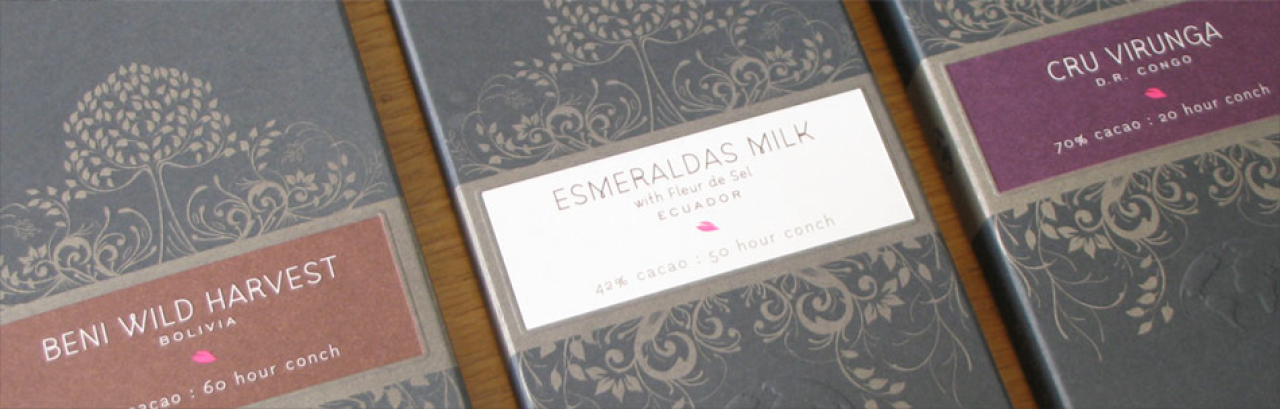 BENI WILD HARVEST
BOLIVIA
cacao : 60 hour conch
ESMERALDAS MILK
with Fleur de Sel
ECUADOR
42% cacao : 50 hour conch
CRU VIRUNGA
D.R. CONGO
70% cacao : 20 hour conch